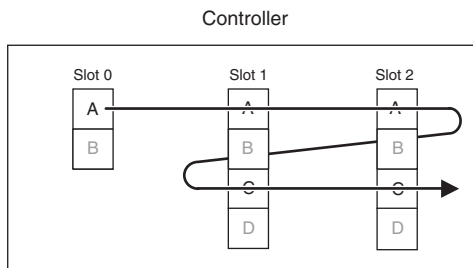 Controller
Slot 0 Slot 1 Slot 2
A A A
B B B
C C
D D